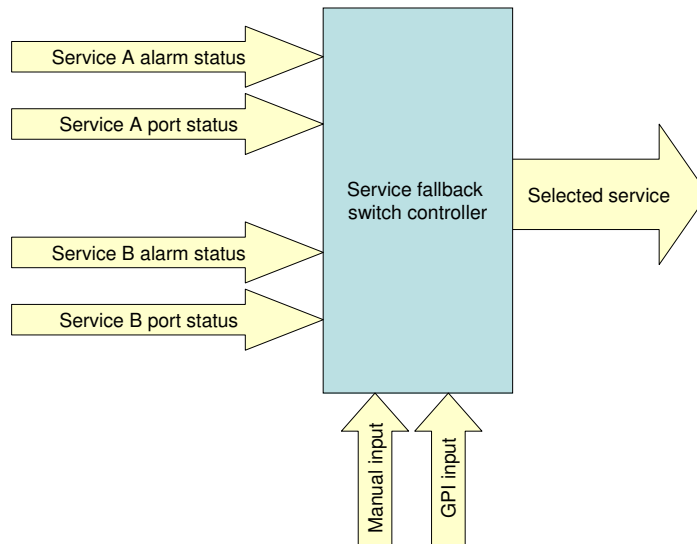 Service A alarm status
Service A port status
Service fallback
switch controller
Selected service
Service B alarm status
Service B port status
Manual input
GPI input